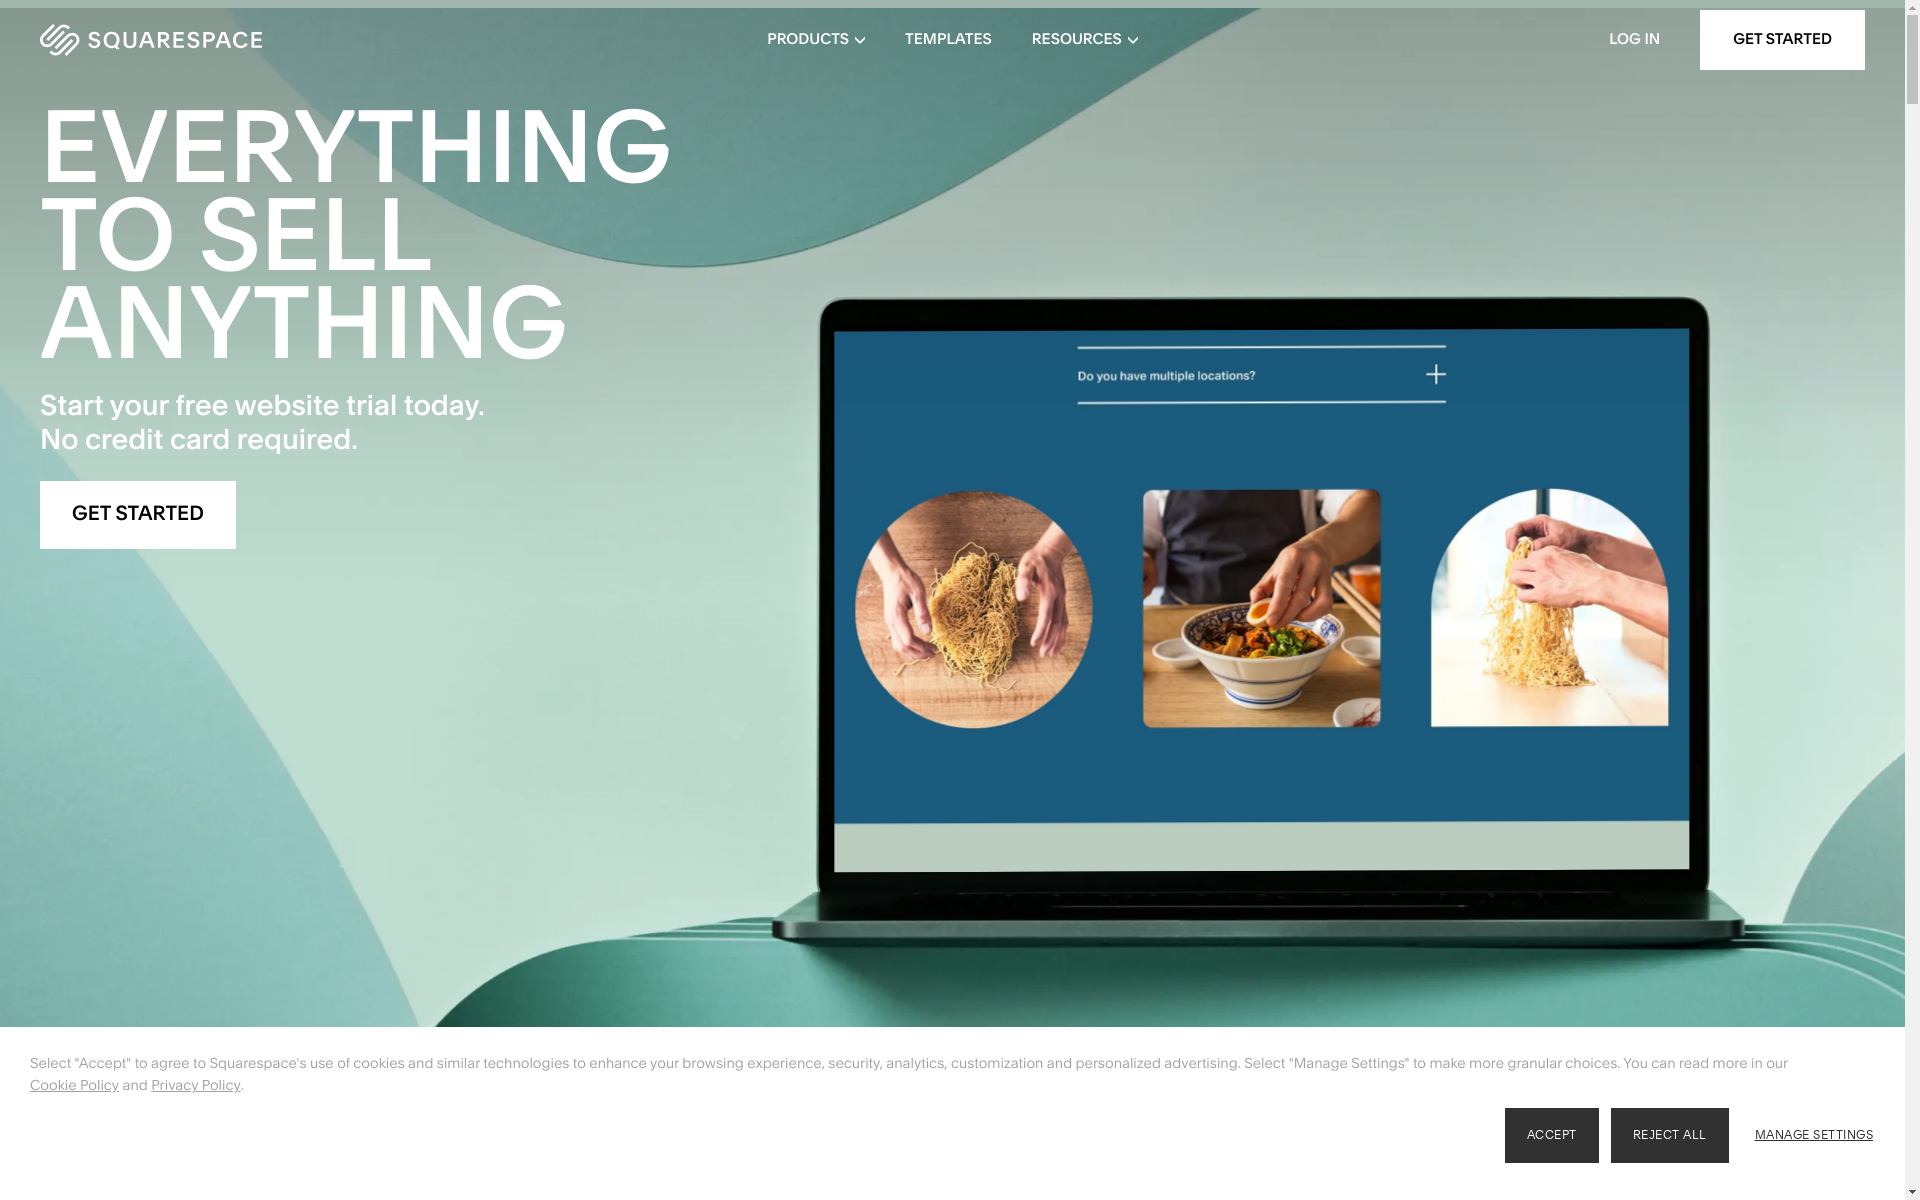 SQUARESPACE
PRODUCTS
TEMPLATES
RESOURCES
LOG IN
GET STARTED
EVERYTHING
TO SELL
ANYTHING
Start your free website trial today.
No credit card required.
GET STARTED
Do you have multiple locations?
Select "Accept" to agree to Squarespace's use of cookies and similar technologies to enhance your browsing experience, security, analytics, customization and personalized advertising. Select "Manage Settings" to make more granular choices. You can read more in our
Cookie Policy and Privacy Policy.
ACCEPT
REJECT ALL
MANAGE SETTINGS